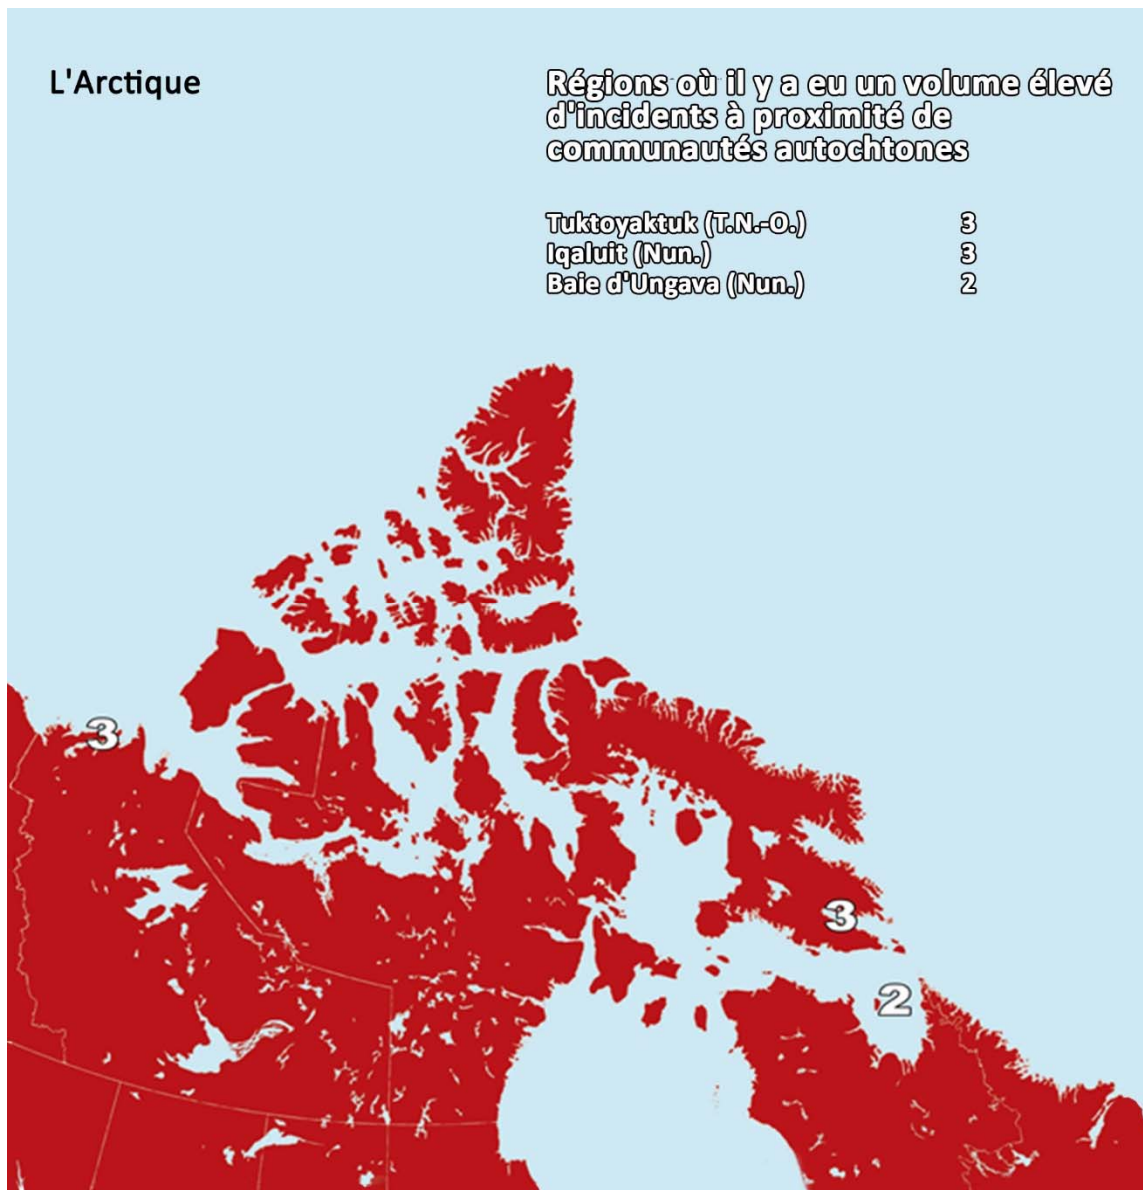 L'Arctique
Régions où il y a eu un volume élevé
d'incidents à proximité de
communautés autochtones
Tuktoyaktuk (T.N.-O.) 3
Iqaluit (Nun.) 3
Baie d'Ungava (Nun.) 2
3
3
2